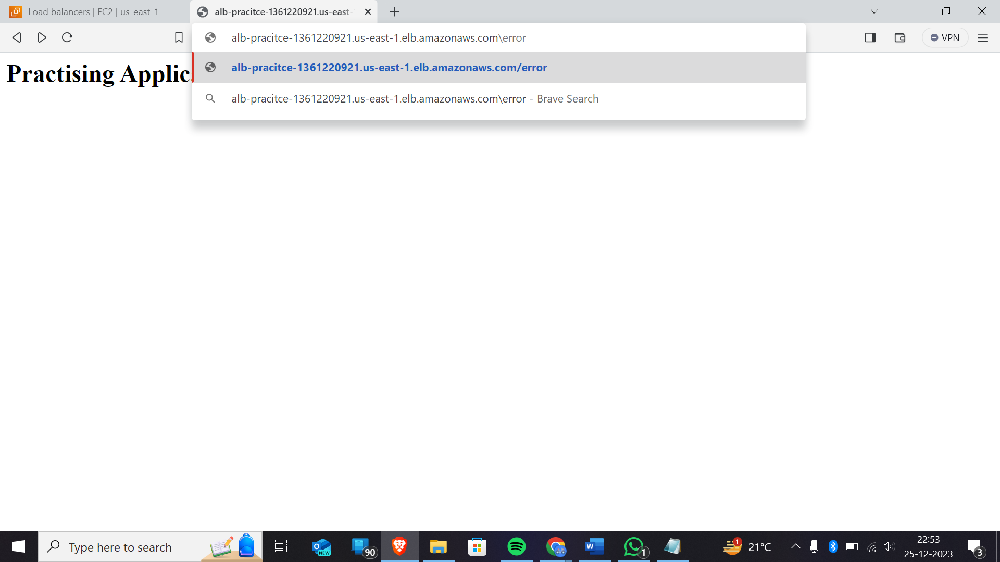 Load balancers | EC2 | us-east-1
alb-pracitce-1361220921.us-east-
alb-pracitce-1361220921.us-east-1.elb.amazonaws.com\error
VPN
alb-pracitce-1361220921.us-east-1.elb.amazonaws.com/error
Practising Applic
alb-pracitce-1361220921.us-east-1.elb.amazonaws.com\error - Brave Search
Type here to search
NEW
90
W
1
1
21°C
22:53
25-12-2023
3